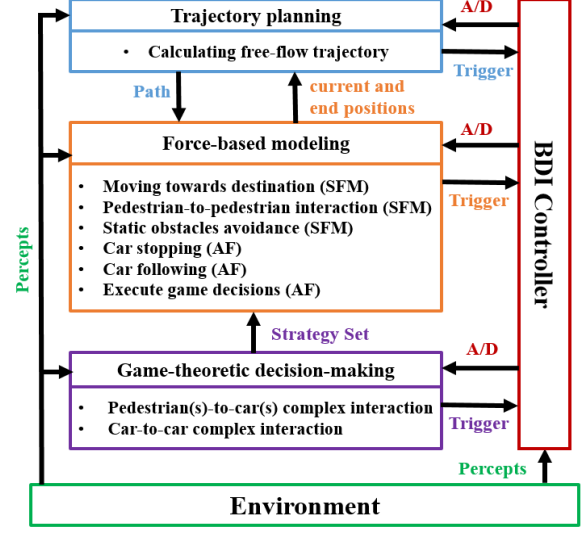 Trajectory planning
• Calculating free-flow trajectory
A/D
Trigger
Path
current and
end positions
Force-based modeling
• Moving towards destination (SFM)
• Pedestrian-to-pedestrian interaction (SFM)
• Static obstacles avoidance (SFM)
• Car stopping (AF)
• Car following (AF)
• Execute game decisions (AF)
A/D
Trigger
BDI Controller
Percepts
Strategy Set
Game-theoretic decision-making
• Pedestrian(s)-to-car(s) complex interaction
• Car-to-car complex interaction
A/D
Trigger
Percepts
Environment